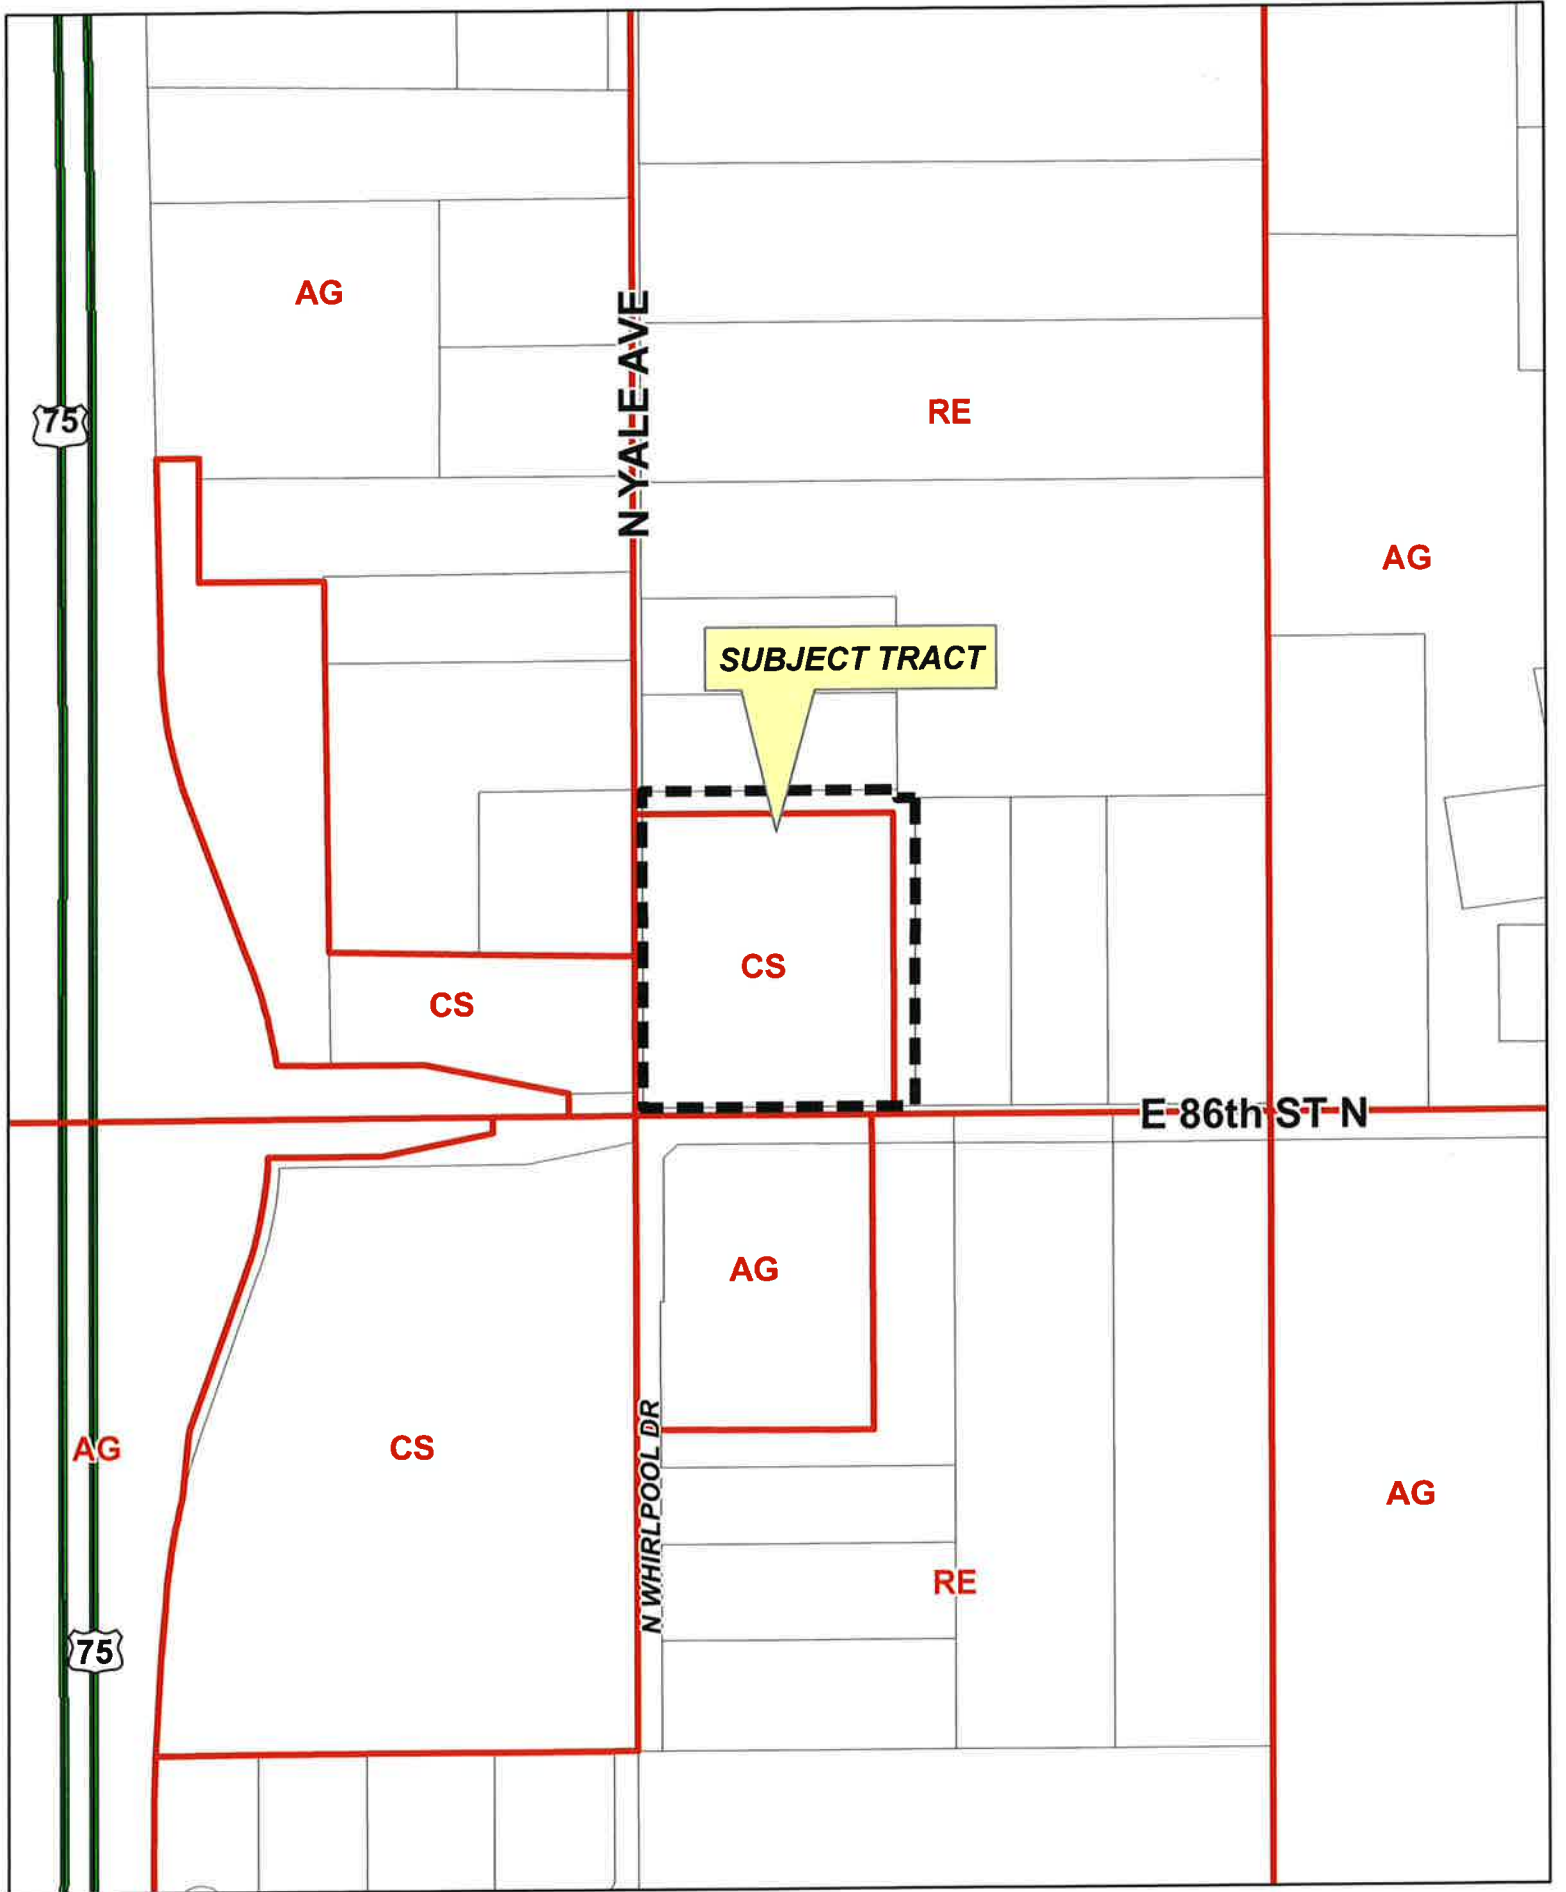 AG
N YALE AVE
75
RE
AG
SUBJECT TRACT
CS
CS
E 86th ST N
AG
AG
CS
N WHIRLPOOL DR
AG
RE
75